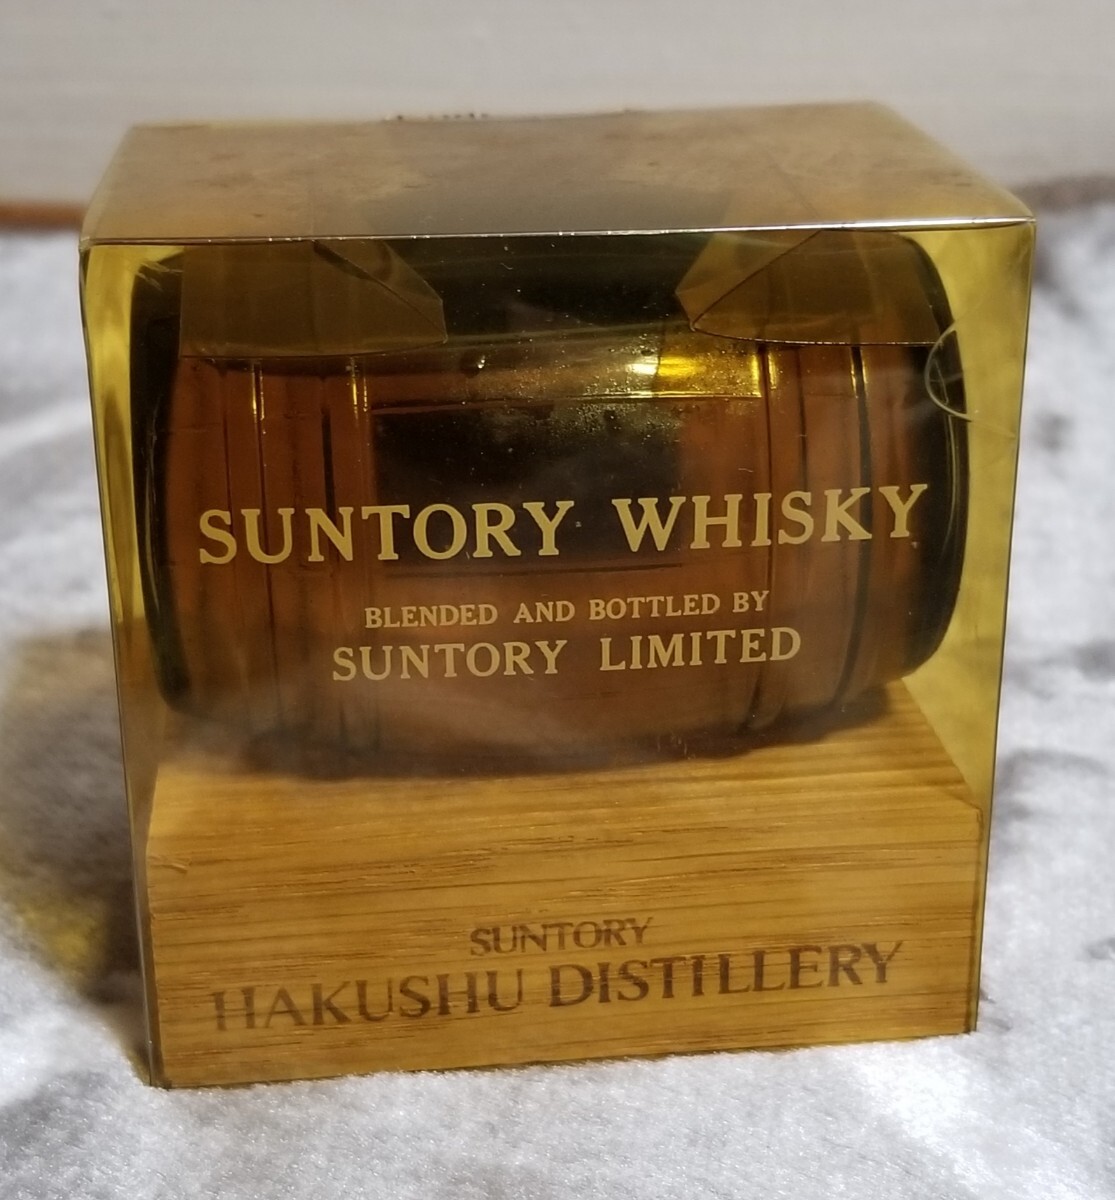 SUNTORY WHISKY
BLENDED AND BOTTLED BY
SUNTORY LIMITED
SUNTORY
HAKUSHU DISTILLERY